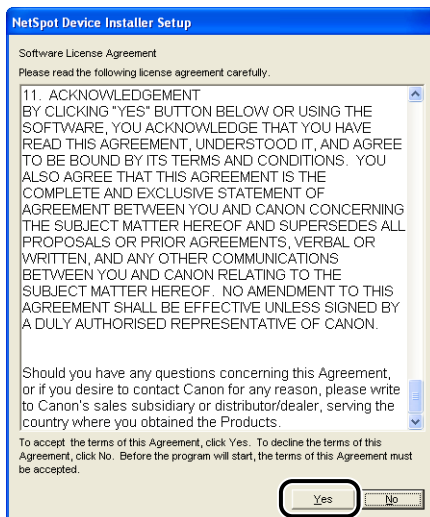 NetSpot Device Installer Setup
Software License Agreement
Please read the following license agreement carefully.
11. ACKNOWLEDGEMENT
BY CLICKING "YES" BUTTON BELOW OR USING THE
SOFTWARE, YOU ACKNOWLEDGE THAT YOU HAVE
READ THIS AGREEMENT, UNDERSTOOD IT, AND AGREE
TO BE BOUND BY ITS TERMS AND CONDITIONS. YOU
ALSO AGREE THAT THIS AGREEMENT IS THE
COMPLETE AND EXCLUSIVE STATEMENT OF
AGREEMENT BETWEEN YOU AND CANON CONCERNING
THE SUBJECT MATTER HEREOF AND SUPERSEDES ALL
PROPOSALS OR PRIOR AGREEMENTS, VERBAL OR
WRITTEN, AND ANY OTHER COMMUNICATIONS
BETWEEN YOU AND CANON RELATING TO THE
SUBJECT MATTER HEREOF. NO AMENDMENT TO THIS
AGREEMENT SHALL BE EFFECTIVE UNLESS SIGNED BY
A DULY AUTHORISED REPRESENTATIVE OF CANON.
Should you have any questions concerning this Agreement,
or if you desire to contact Canon for any reason, please write
to Canon's sales subsidiary or distributor/dealer, serving the
country where you obtained the Products.
To accept the terms of this Agreement, click Yes. To decline the terms of this
Agreement, click No. Before the program will start, the terms of this Agreement must
be accepted.
Yes No